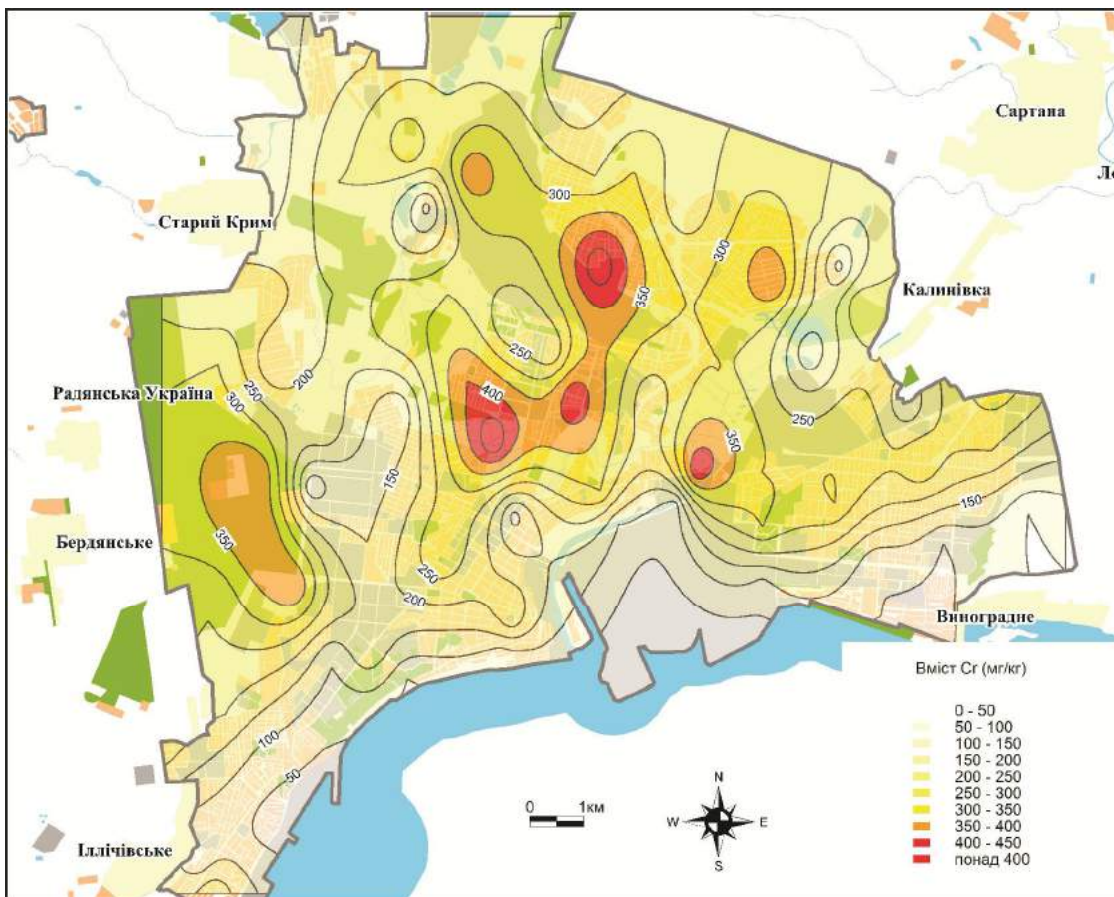 Сартана
Ло
300
Старий Крим
300
Калинівка
350
250
200
250
300
Радянська Україна
400
250
350
150
150
350
Бердянське
250
200
Виноградне
Вміст Cr (мг/кг)
0 - 50
50 - 100
100 - 150
150 - 200
200 - 250
250 - 300
300 - 350
350 - 400
400 - 450
понад 400
100
50
0 1км
N
W E
S
Іллічівське